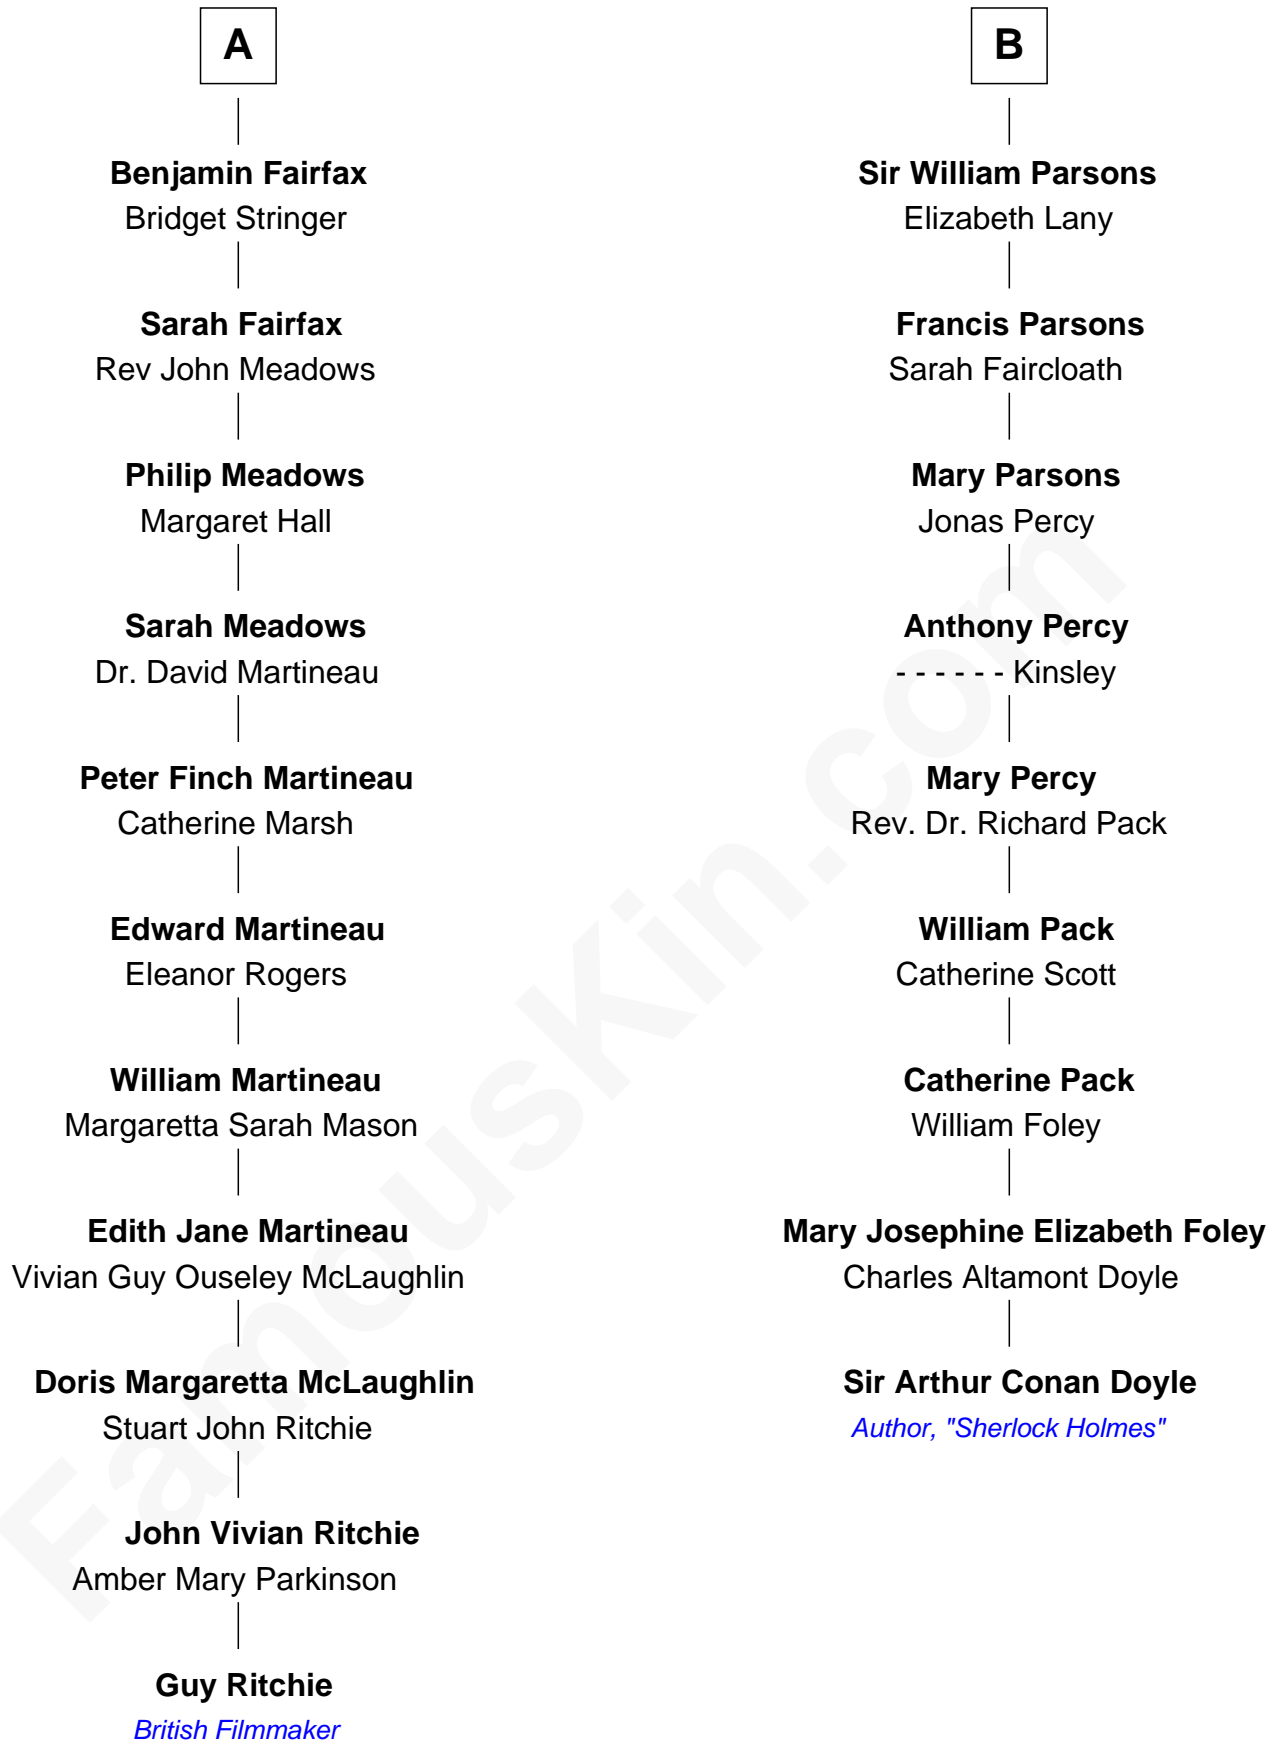 A
Benjamin Fairfax
Bridget Stringer
Sarah Fairfax
Rev John Meadows
Philip Meadows
Margaret Hall
Sarah Meadows
Dr. David Martineau
Peter Finch Martineau
Catherine Marsh
Edward Martineau
Eleanor Rogers
William Martineau
Margaretta Sarah Mason
Edith Jane Martineau
Vivian Guy Ouseley McLaughlin
Doris Margaretta McLaughlin
Stuart John Ritchie
John Vivian Ritchie
Amber Mary Parkinson
Guy Ritchie
British Filmmaker
B
Sir William Parsons
Elizabeth Lany
Francis Parsons
Sarah Faircloath
Mary Parsons
Jonas Percy
Anthony Percy
- - - - - - Kinsley
Mary Percy
Rev. Dr. Richard Pack
William Pack
Catherine Scott
Catherine Pack
William Foley
Mary Josephine Elizabeth Foley
Charles Altamont Doyle
Sir Arthur Conan Doyle
Author, "Sherlock Holmes"
FamousKin.com